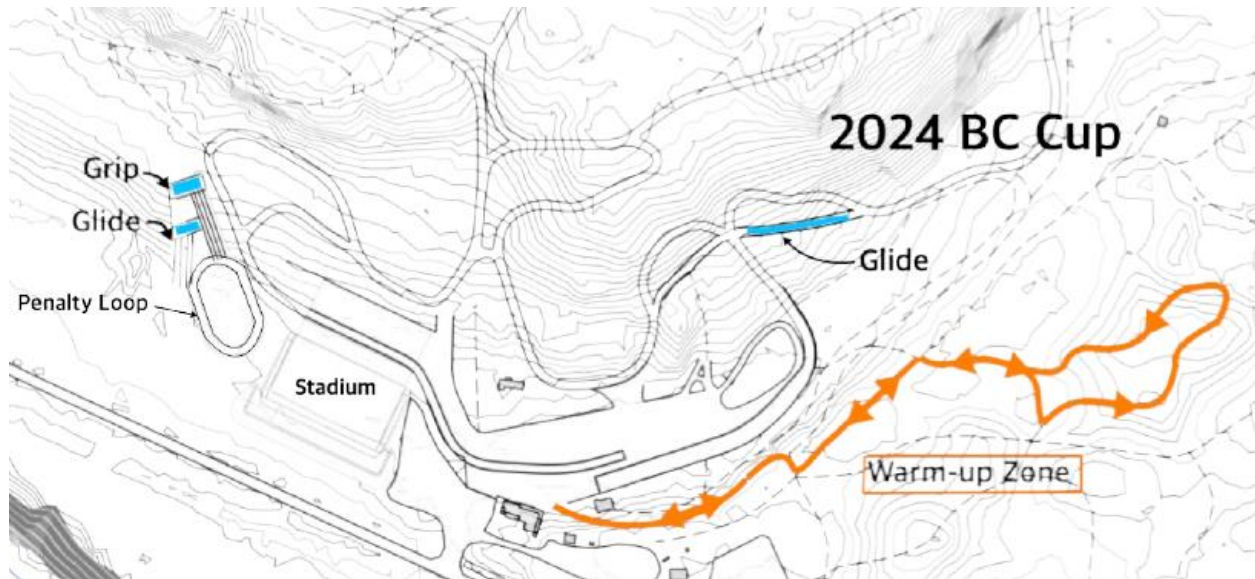 2024 BC Cup
Grip
Glide
Glide
Penalty Loop
Stadium
Warm-up Zone